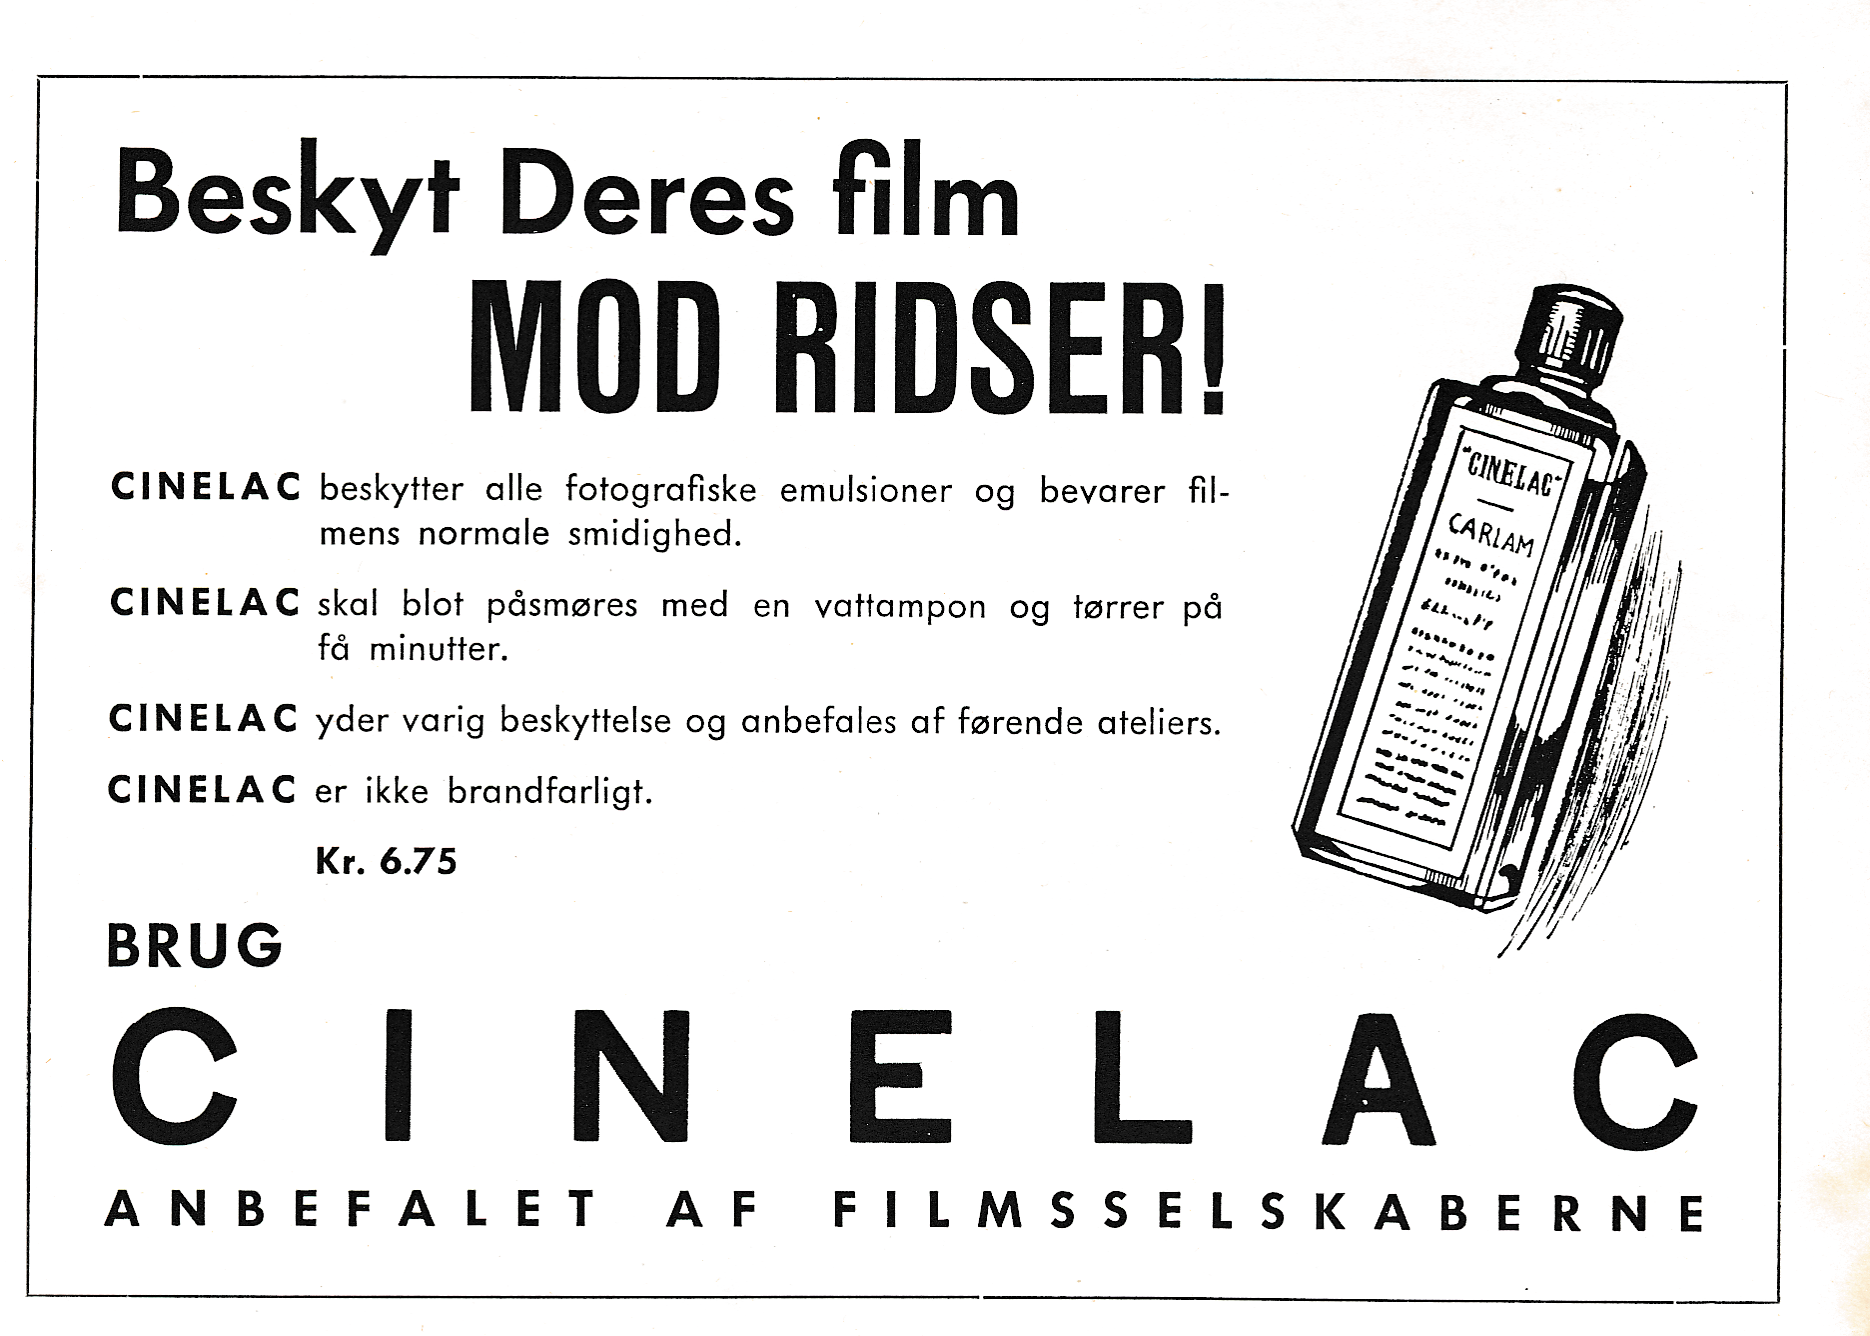 Beskyt Deres film
MOD RIDSER!
CINELAC beskytter alle fotografiske emulsioner og bevarer fil-
mens normale smidighed.
CINELAC skal blot påsmøres med en vattampon og tørrer på
få minutter.
CINELAC yder varig beskyttelse og anbefales af førende ateliers.
CINELAC er ikke brandfarligt.
Kr. 6.75
"CINELAC"
CARLAM
BRUG
CINELAC
ANBEFALET AF FILMSSELSKABERNE